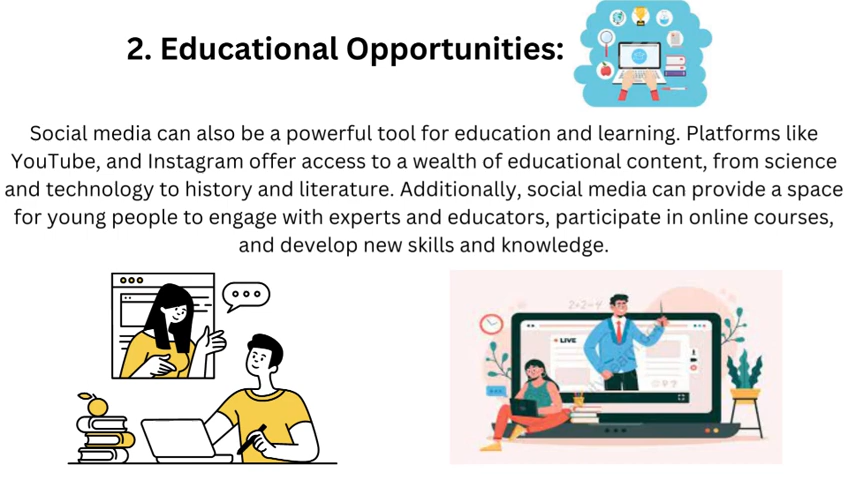 2. Educational Opportunities:
Social media can also be a powerful tool for education and learning. Platforms like
YouTube, and Instagram offer access to a wealth of educational content, from science
and technology to history and literature. Additionally, social media can provide a space
for young people to engage with experts and educators, participate in online courses,
and develop new skills and knowledge.
2×2=4
LIVE